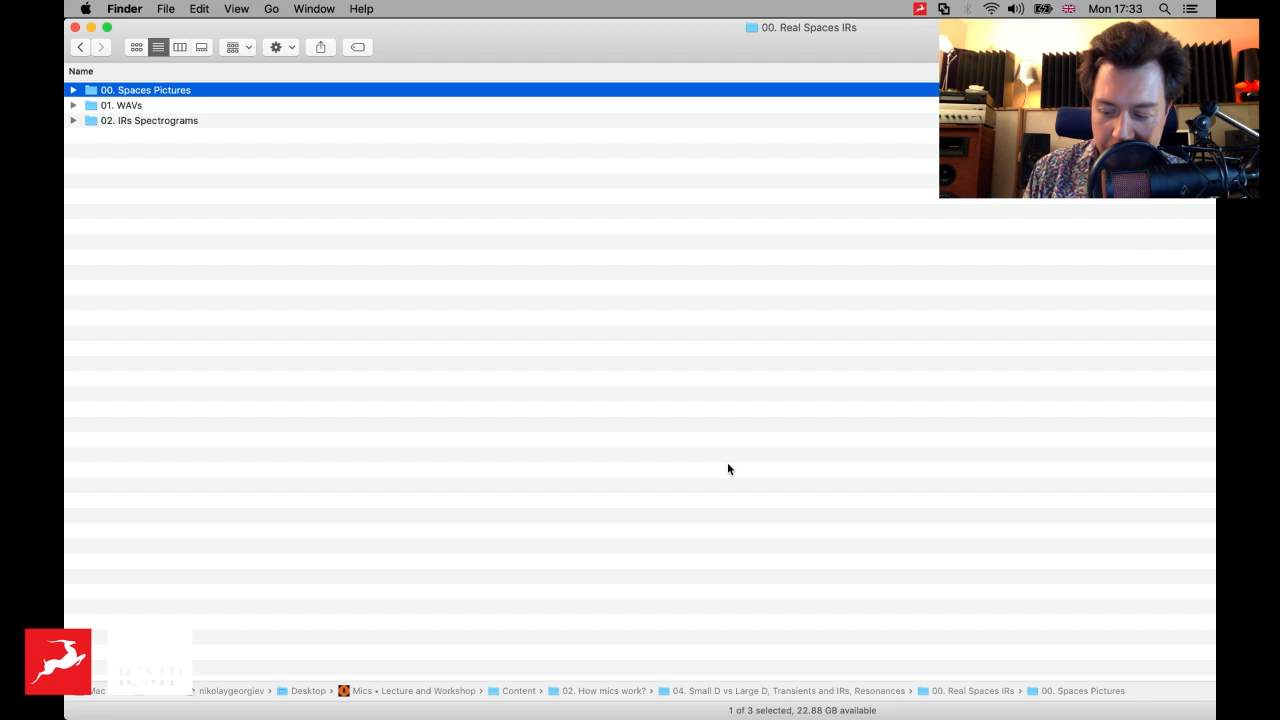 Finder File Edit View Go Window Help Mon 17:33
00. Real Spaces IRs
Name
00. Spaces Pictures
01. WAVs
02. IRs Spectrograms
Mac nikolaygeorgiev › Desktop › Mics • Lecture and Workshop › Content › 02. How mics work? › 04. Small D vs Large D, Transients and IRs, Resonances › 00. Real Spaces IRs › 00. Spaces Pictures
1 of 3 selected, 22.88 GB available